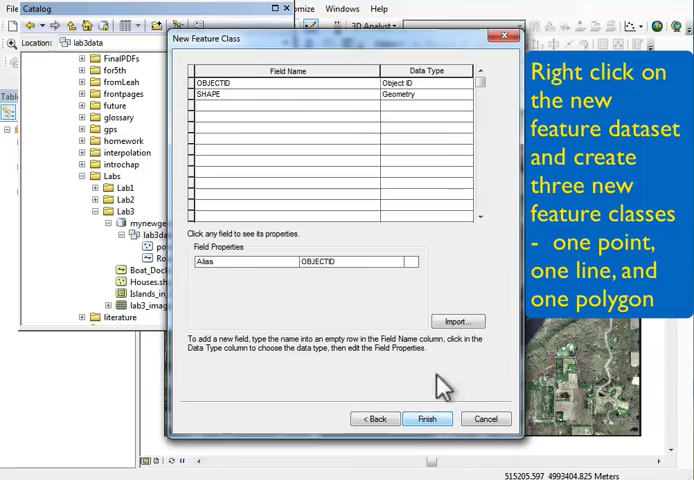 Catalog
File
Location: lab3data
3D Analyst
omize Windows Help
New Feature Class
FinalPDFs
for5th
fromLeah
frontpages
future
glossary
gps
homework
interpolation
introchap
Labs
Lab1
Lab2
Lab3
lab3da
Boat_Dock
Houses.sh
Islands_in
lab3_imag
literature
Field Name Data Type
OBJECTID Object ID
SHAPE Geometry
Click any field to see its properties.
Field Properties
Alias OBJECTID
Import...
To add a new field, type the name into an empty row in the Field Name column, click in the
Data Type column to choose the data type, then edit the Field Properties.
< Back Finish Cancel
Right click on
the new
feature dataset
and create
three new
feature classes
- one point,
one line, and
one polygon
515205.597 4993404.825 Meters